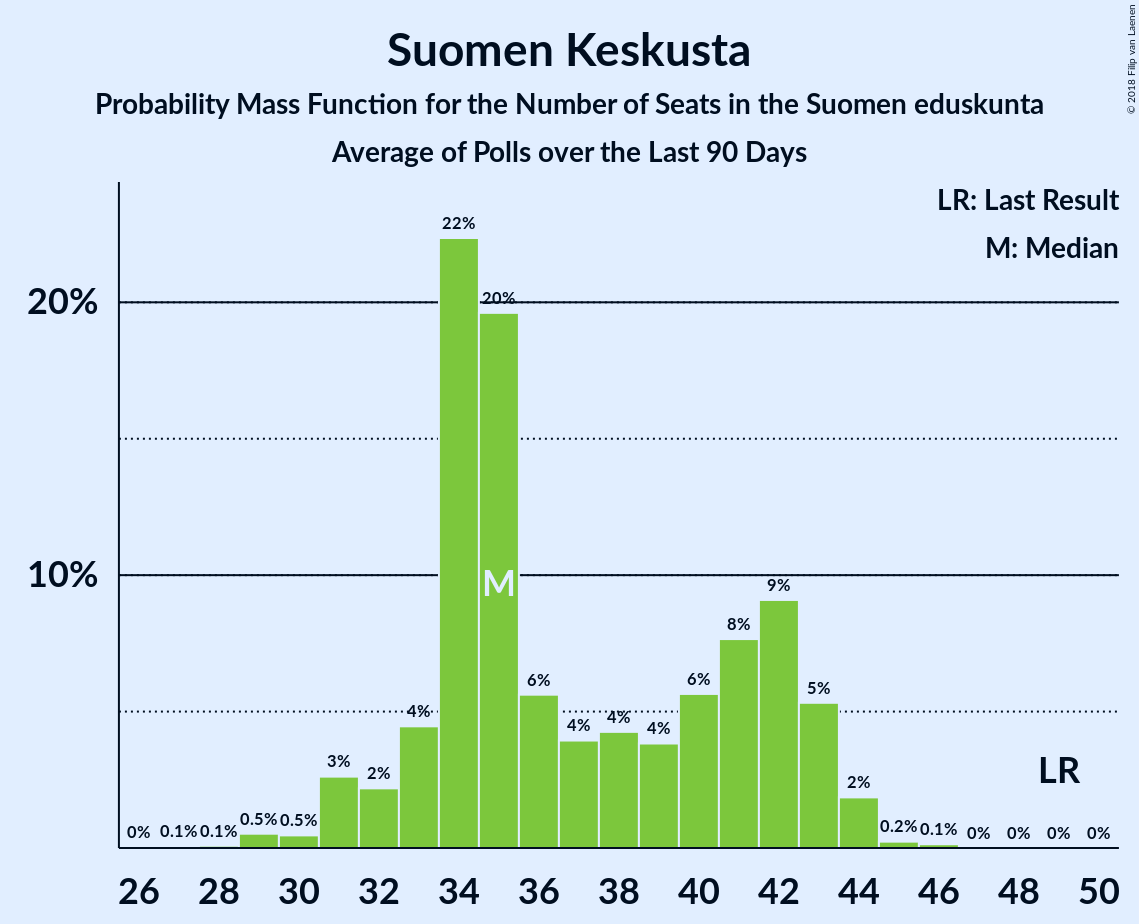 Suomen Keskusta
Probability Mass Function for the Number of Seats in the Suomen eduskunta
Average of Polls over the Last 90 Days
© 2018 Filip van Laenen
LR: Last Result
M: Median
20%
10%
0% 0.1% 0.1% 0.5% 0.5% 3% 2% 4% 22% 20% 6% 4% 4% 4% 6% 8% 9% 5% 2% 0.2% 0.1% 0% 0% 0% 0%
M
LR
26 28 30 32 34 36 38 40 42 44 46 48 50